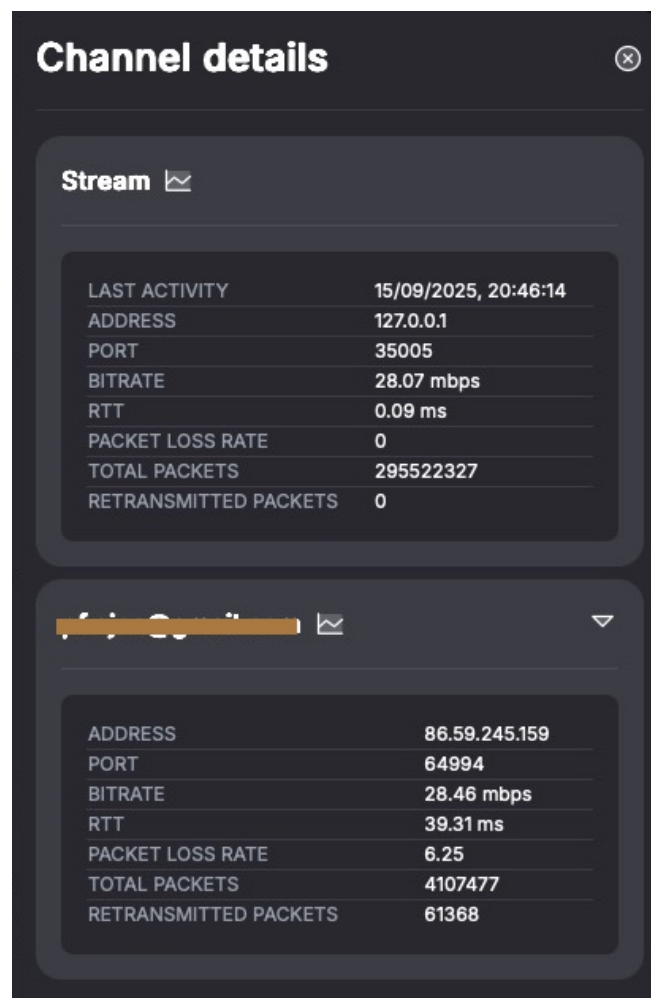 Channel details
Stream
LAST ACTIVITY 15/09/2025, 20:46:14
ADDRESS 127.0.0.1
PORT 35005
BITRATE 28.07 mbps
RTT 0.09 ms
PACKET LOSS RATE 0
TOTAL PACKETS 295522327
RETRANSMITTED PACKETS 0
ADDRESS 86.59.245.159
PORT 64994
BITRATE 28.46 mbps
RTT 39.31 ms
PACKET LOSS RATE 6.25
TOTAL PACKETS 4107477
RETRANSMITTED PACKETS 61368